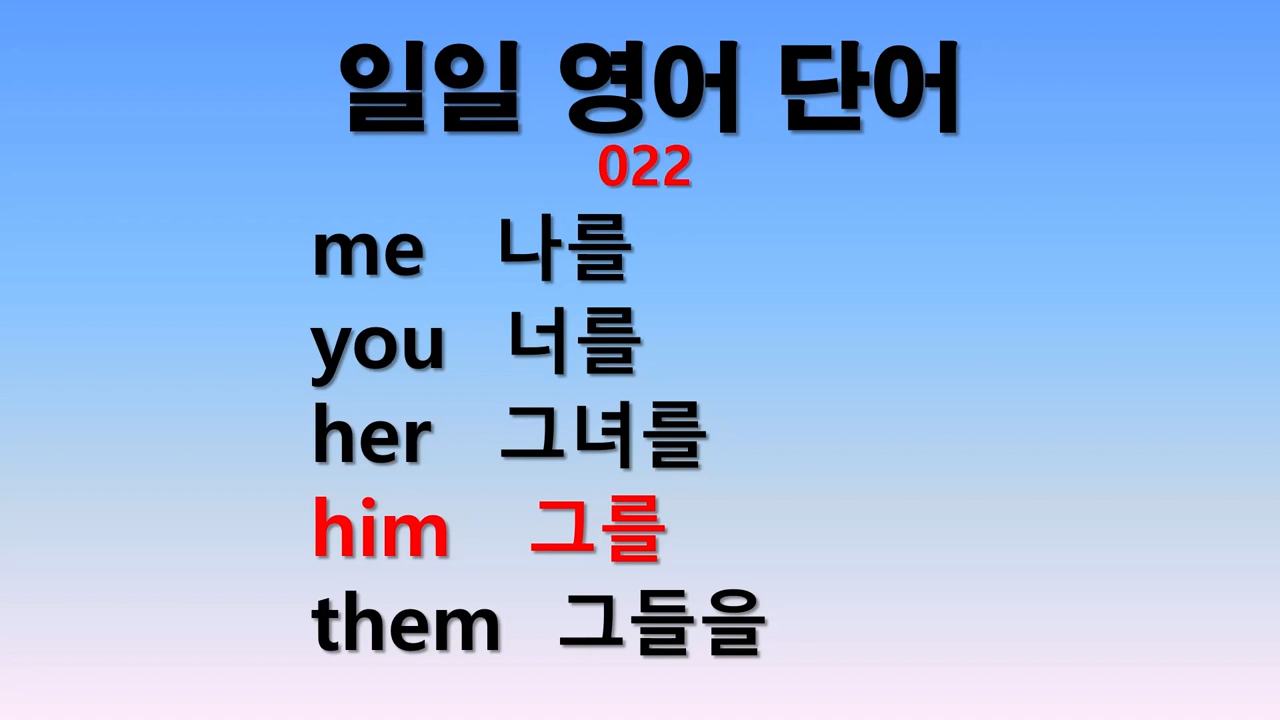 일일 영어 단어
022
me 나를
you 너를
her 그녀를
him 그를
them 그들을